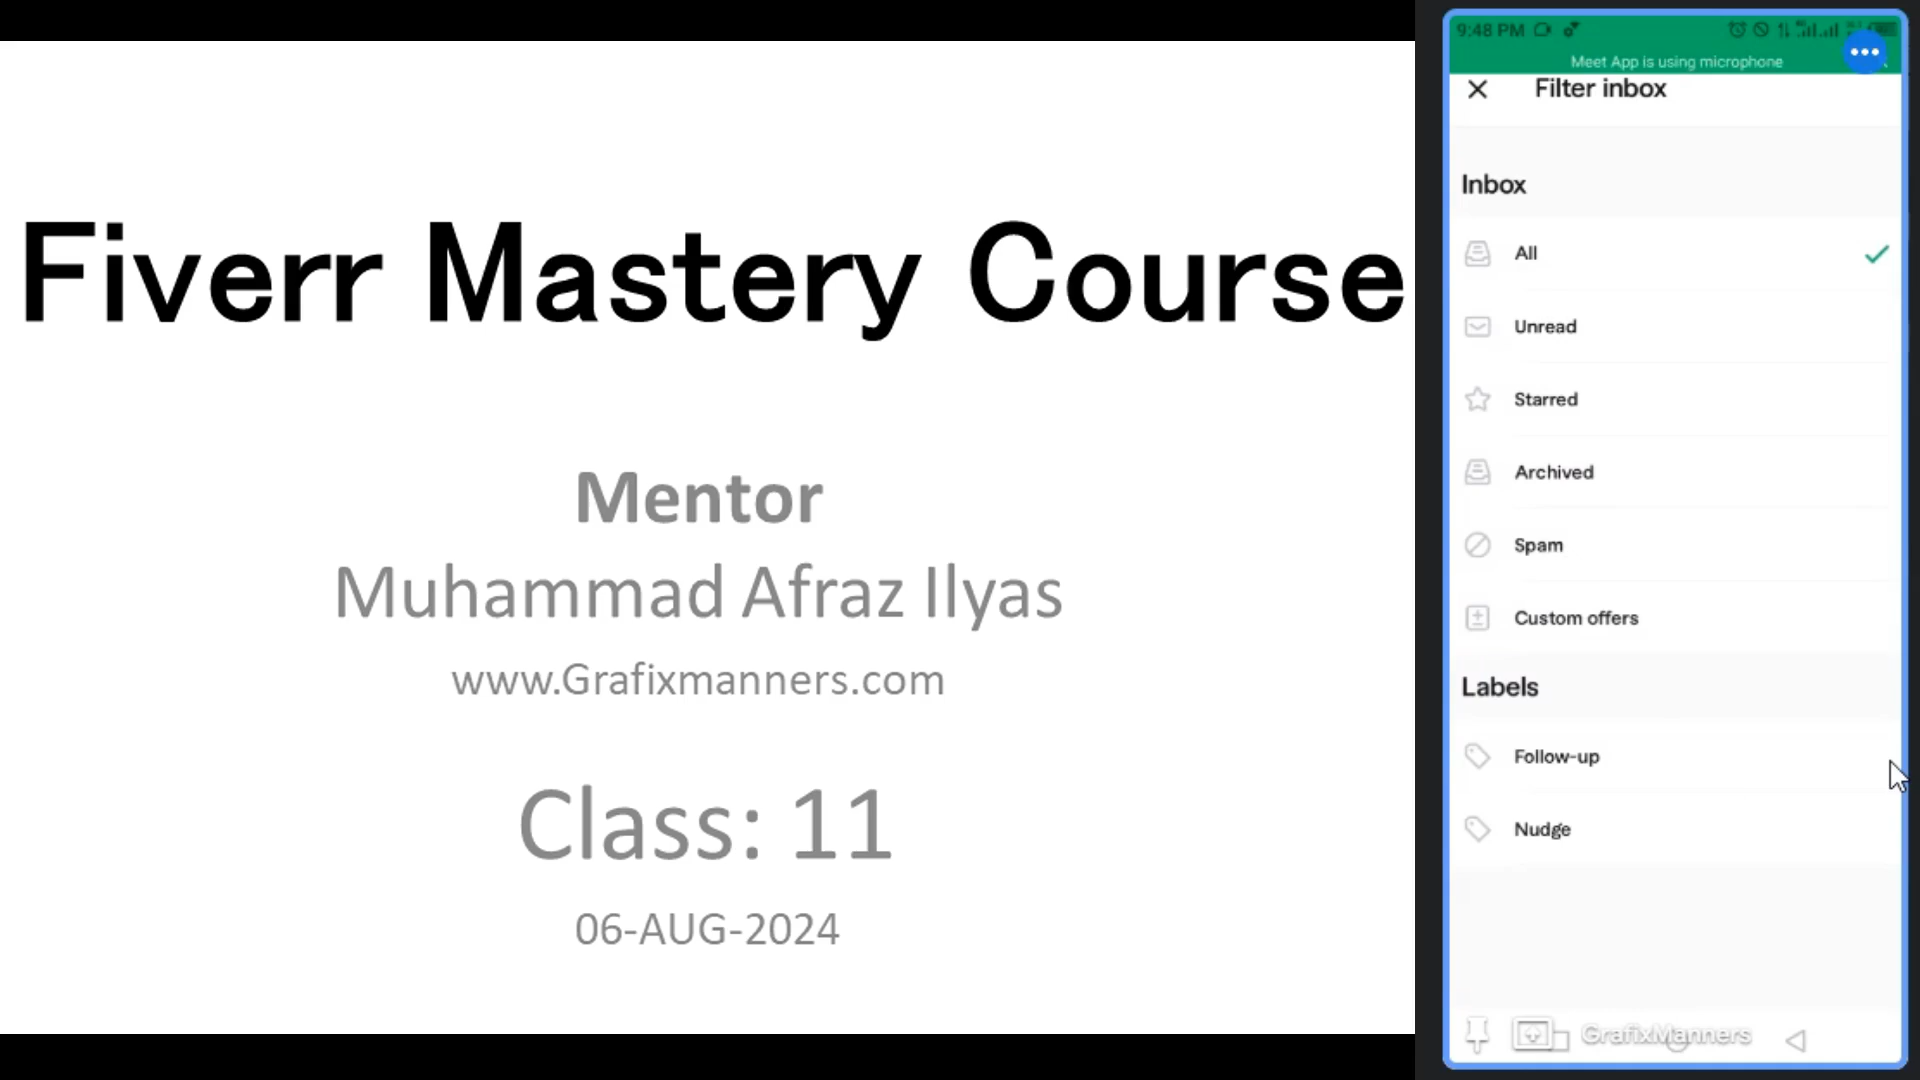 Fiverr Mastery Course
Mentor
Muhammad Afraz Ilyas
www.Grafixmanners.com
Class: 11
06-AUG-2024
9:48 PM
Meet App is using microphone
Filter inbox
Inbox
All
Unread
Starred
Archived
Spam
Custom offers
Labels
Follow-up
Nudge
GrafixManners